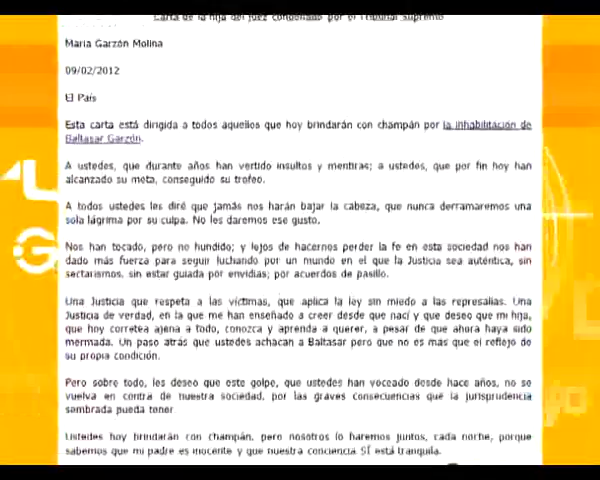 Carta de la hija del juez condenado por el Tribunal Supremo
María Garzón Molina
09/02/2012
El País
Esta carta está dirigida a todos aquellos que hoy brindarán con champán por la inhabilitación de
Baltasar Garzón.
A ustedes, que durante años han vertido insultos y mentiras; a ustedes, que por fin hoy han
alcanzado su meta, conseguido su trofeo.
A todos ustedes les diré que jamás nos harán bajar la cabeza, que nunca derramaremos una
sola lágrima por su culpa. No les daremos ese gusto.
Nos han tocado, pero no hundido; y lejos de hacernos perder la fe en esta sociedad nos han
dado más fuerza para seguir luchando por un mundo en el que la Justicia sea auténtica, sin
sectarismos, sin estar guiada por envidias; por acuerdos de pasillo.
Una Justicia que respeta a las víctimas, que aplica la ley sin miedo a las represalias. Una
Justicia de verdad, en la que me han enseñado a creer desde que nací y que deseo que mi hija,
que hoy corretea ajena a todo, conozca y aprenda a querer, a pesar de que ahora haya sido
mermada. Un paso atrás que ustedes achacan a Baltasar pero que no es más que el reflejo de
su propia condición.
Pero sobre todo, les deseo que este golpe, que ustedes han voceado desde hace años, no se
vuelva en contra de nuestra sociedad, por las graves consecuencias que la jurisprudencia
sembrada pueda tener
Ustedes hoy brindarán con champán, pero nosotros lo haremos juntos, cada noche, porque
sabemos que mi padre es inocente y que nuestra conciencia SÍ está tranquila.